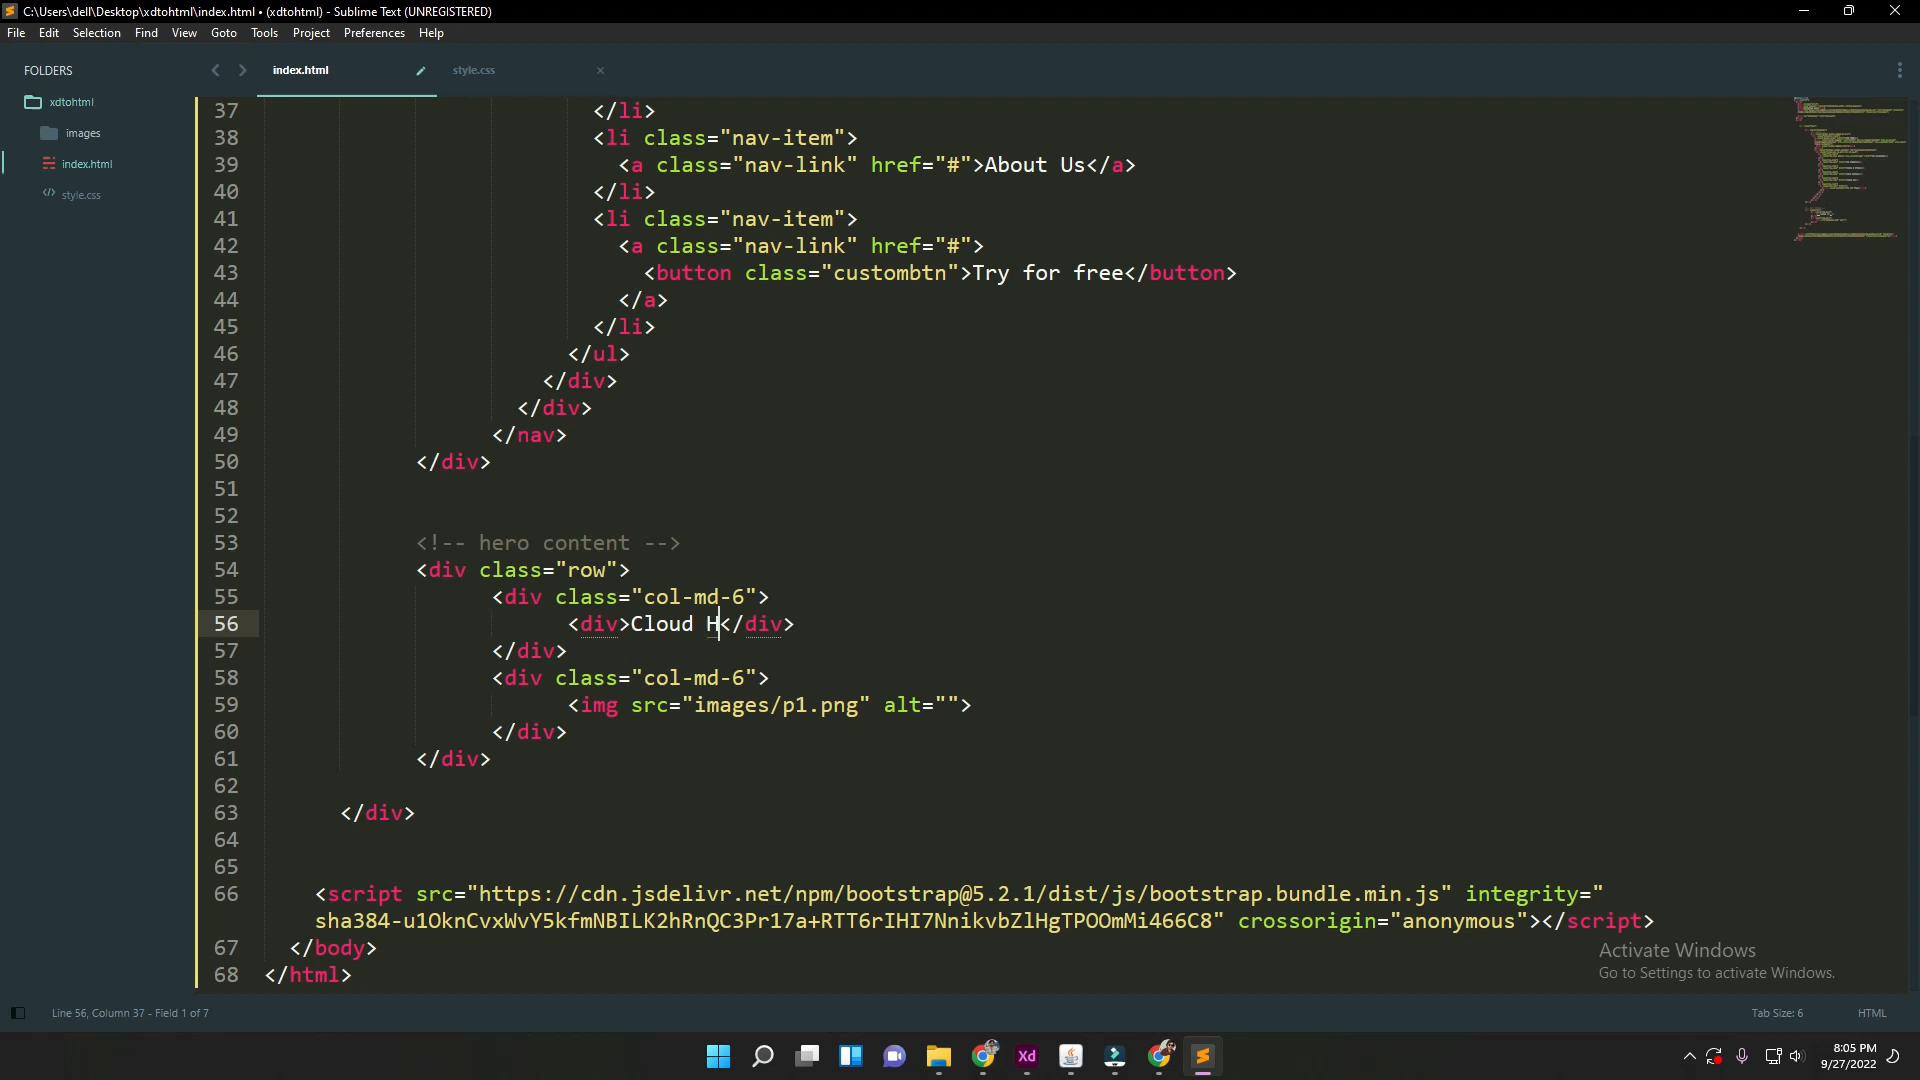 C:\Users\dell\Desktop\xdtohtml\index.html • (xdtohtml) - Sublime Text (UNREGISTERED)
File Edit Selection Find View Goto Tools Project Preferences Help
FOLDERS
xdtohtml
images
index.html
style.css
index.html
style.css
37 </li>
38 <li class="nav-item">
39 <a class="nav-link" href="#">About Us</a>
40 </li>
41 <li class="nav-item">
42 <a class="nav-link" href="#">
43 <button class="custombtn">Try for free</button>
44 </a>
45 </li>
46 </ul>
47 </div>
48 </div>
49 </nav>
50 </div>
51
52
53 <!-- hero content -->
54 <div class="row">
55 <div class="col-md-6">
56 <div>Cloud H</div>
57 </div>
58 <div class="col-md-6">
59 <img src="images/p1.png" alt="">
60 </div>
61 </div>
62
63 </div>
64
65
66 <script src="https://cdn.jsdelivr.net/npm/bootstrap@5.2.1/dist/js/bootstrap.bundle.min.js" integrity="
sha384-u1OknCvxWvY5kfmNBILK2hRnQC3Pr17a+RTT6rIHI7NnikvbZlHgTPOOmMi466C8" crossorigin="anonymous"></script>
67 </body>
68 </html>
Activate Windows
Go to Settings to activate Windows.
Line 56, Column 37 - Field 1 of 7
Tab Size: 6
HTML
Xd
8:05 PM
9/27/2022